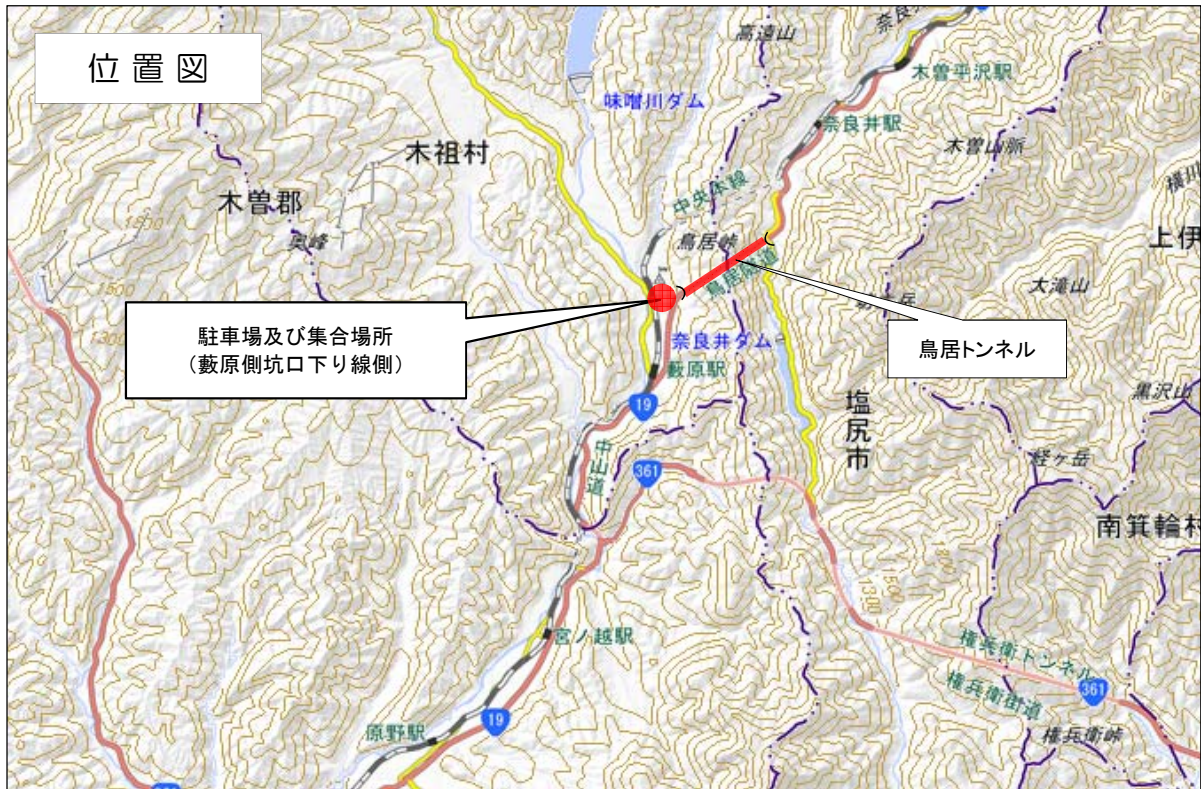 位置図
高遠山
木曽平沢駅
味噌川ダム
奈良井駅
木曽山脈
木祖村
木曽郡
中央本線
奥峰
鳥居峠
上伊
鳥居隧道
大滝山
1500
1300
駐車場及び集合場所
(藪原側坑口下り線側)
奈良井ダム
鳥居トンネル
藪原駅
黒沢山
19
塩尻市
中山道
361
経ヶ岳
南箕輪村
1500
1300
宮ノ越駅
権兵衛トンネル
361
権兵衛街道
19
原野駅
権兵衛峠